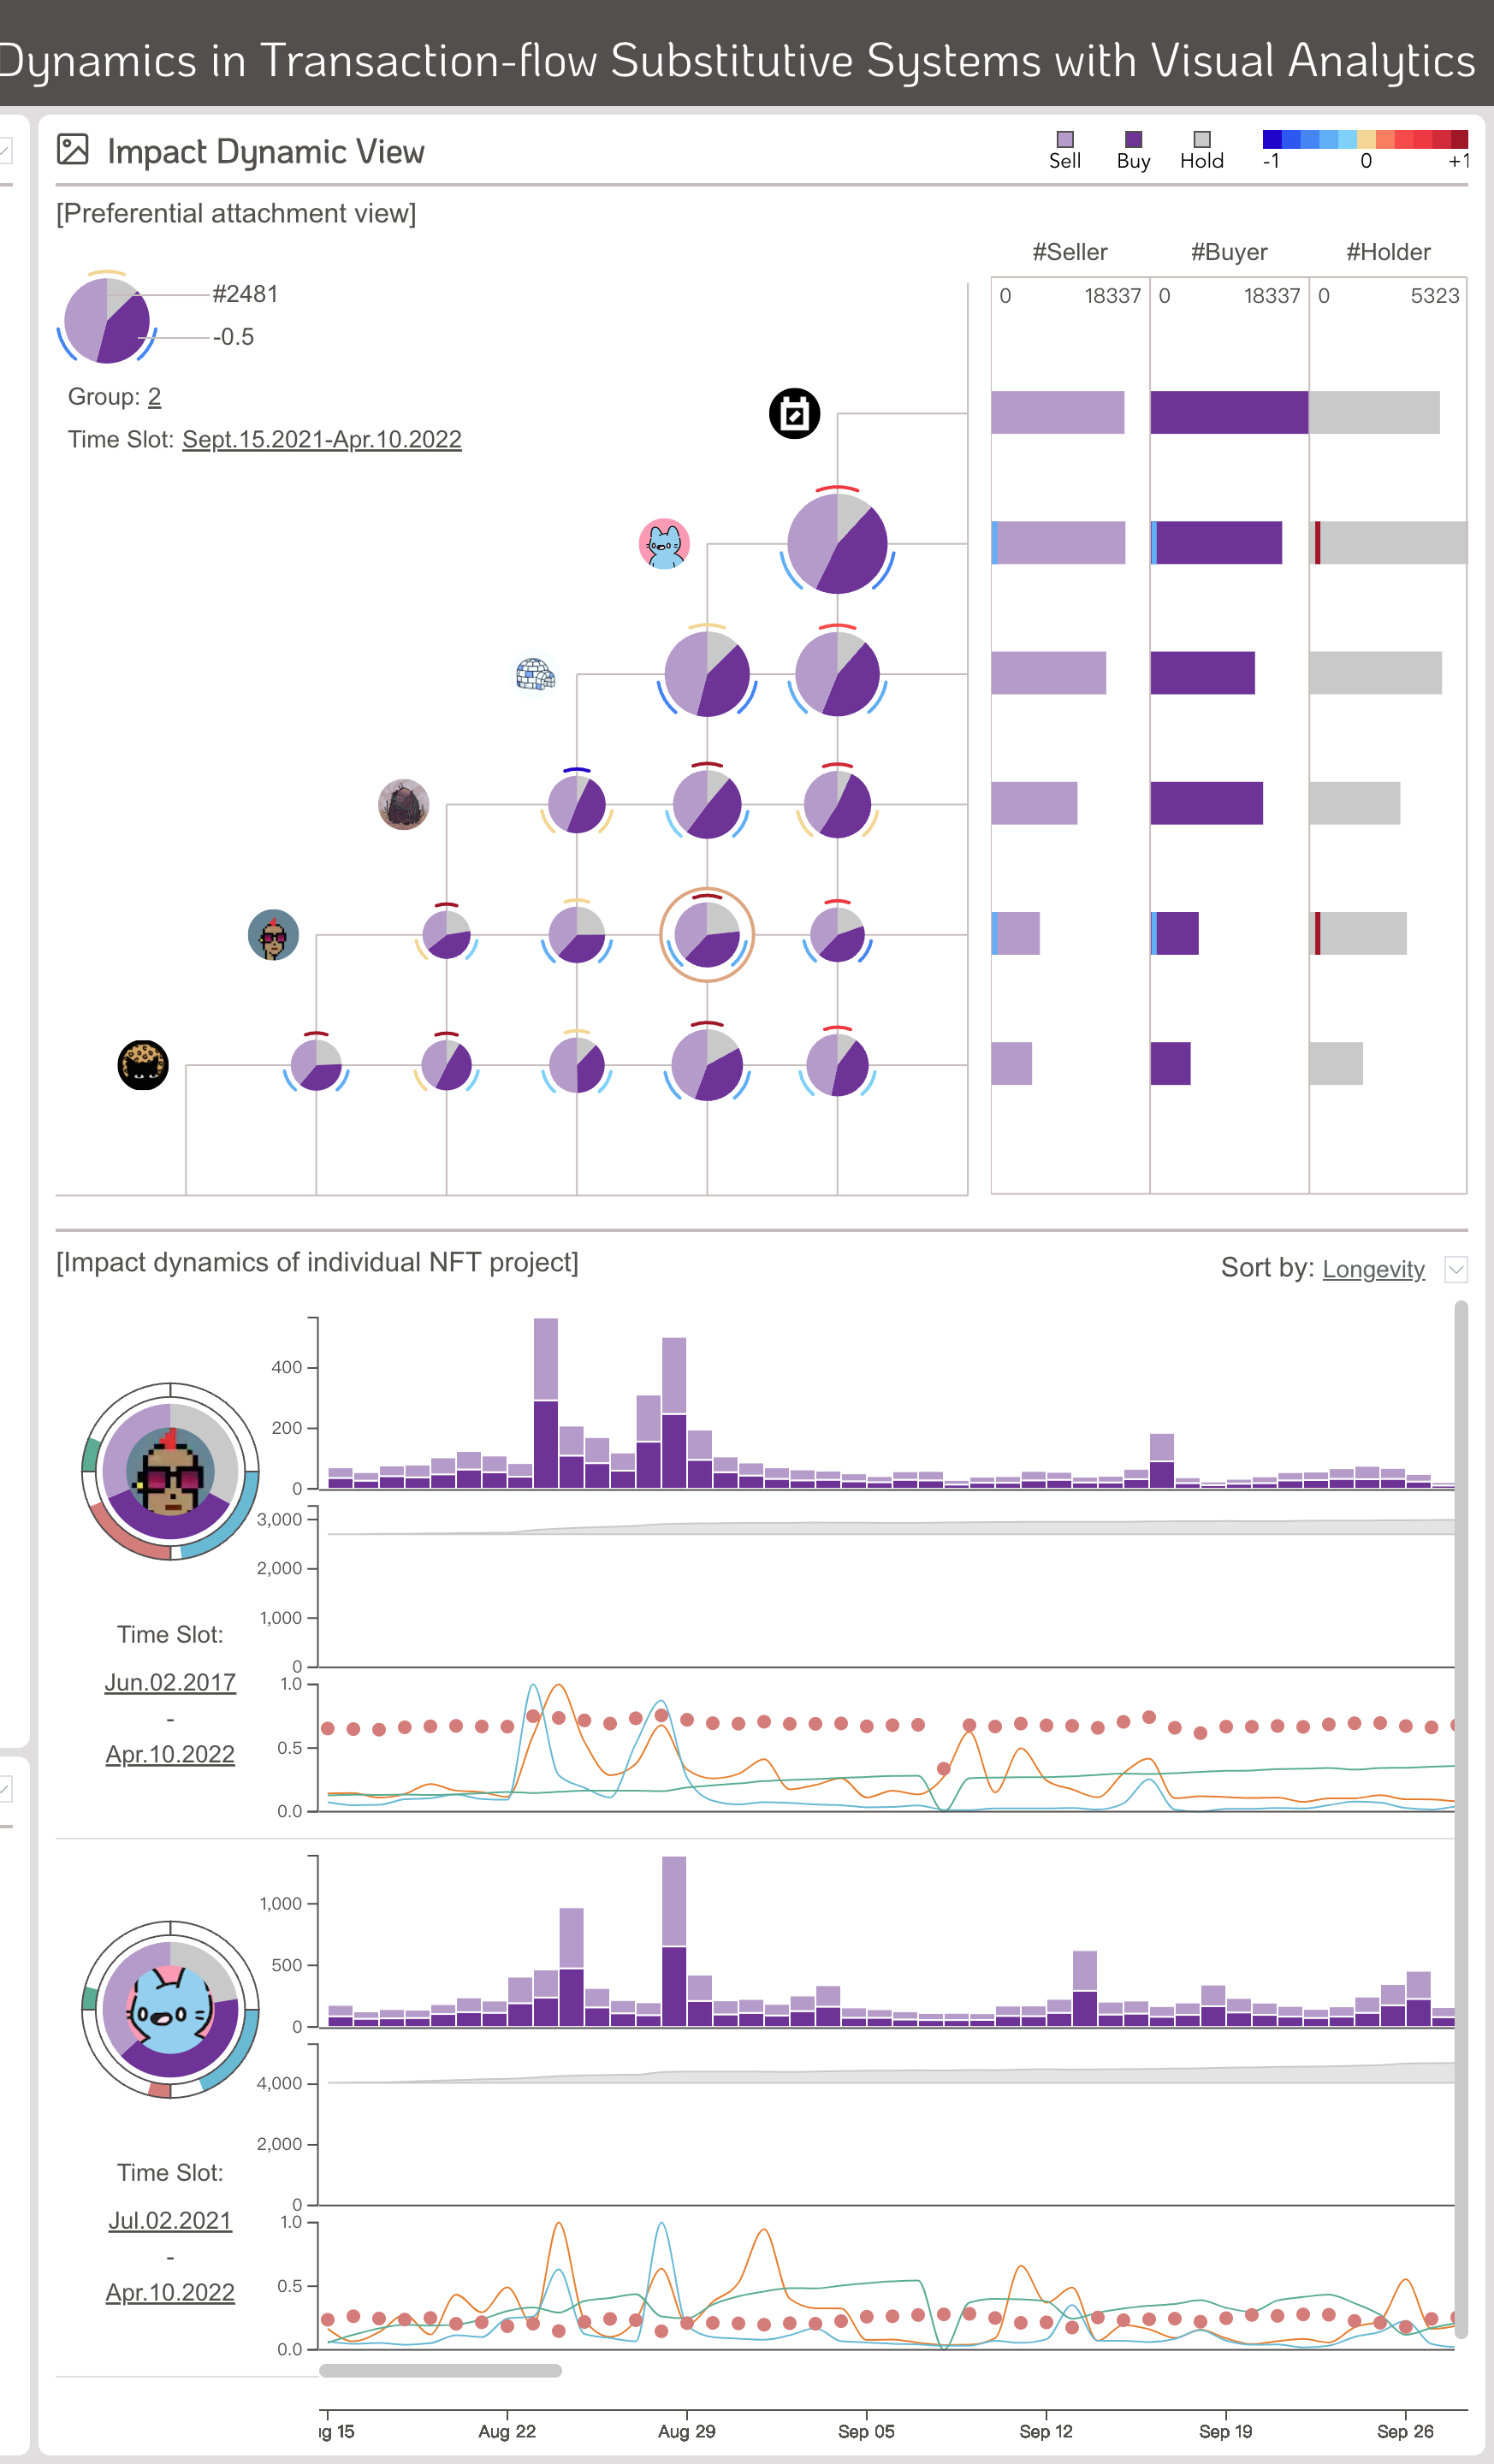 Dynamics in Transaction-flow Substitutive Systems with Visual Analytics
Impact Dynamic View
Sell Buy Hold
-1 0 +1
[Preferential attachment view]
#Seller #Buyer #Holder
0 18337 0 18337 0 5323
#2481
-0.5
Group: 2
Time Slot: Sept.15.2021-Apr.10.2022
[Impact dynamics of individual NFT project]
Sort by: Longevity
400
200
0
3,000
2,000
1,000
0
1.0
0.5
0.0
Time Slot:
Jun.02.2017
-
Apr.10.2022
1,000
500
0
4,000
2,000
0
1.0
0.5
0.0
Time Slot:
Jul.02.2021
-
Apr.10.2022
ug 15 Aug 22 Aug 29 Sep 05 Sep 12 Sep 19 Sep 26